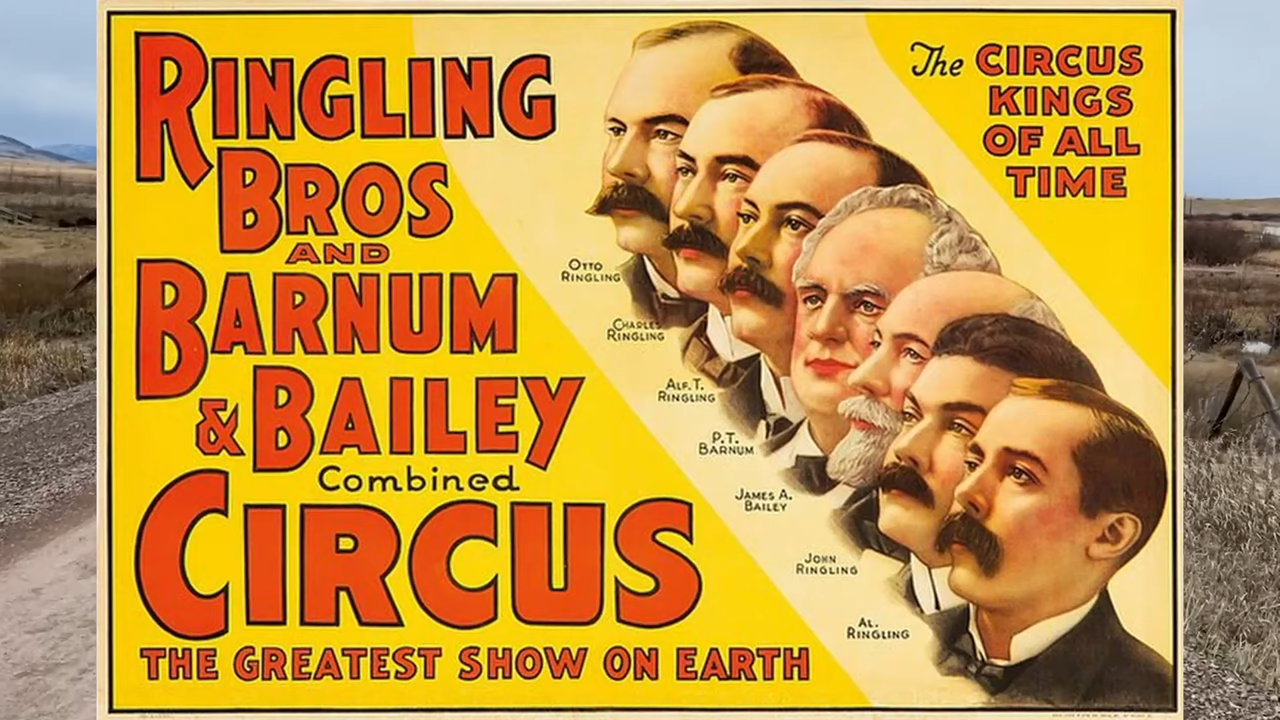 RINGLING
BROS
AND
BARNUM
& BAILEY
Combined
CIRCUS
THE GREATEST SHOW ON EARTH
The CIRCUS
KINGS
OF ALL
TIME
OTTO
RINGLING
CHARLES
RINGLING
ALF. T.
RINGLING
P. T.
BARNUM
JAMES A.
BAILEY
JOHN
RINGLING
AL.
RINGLING